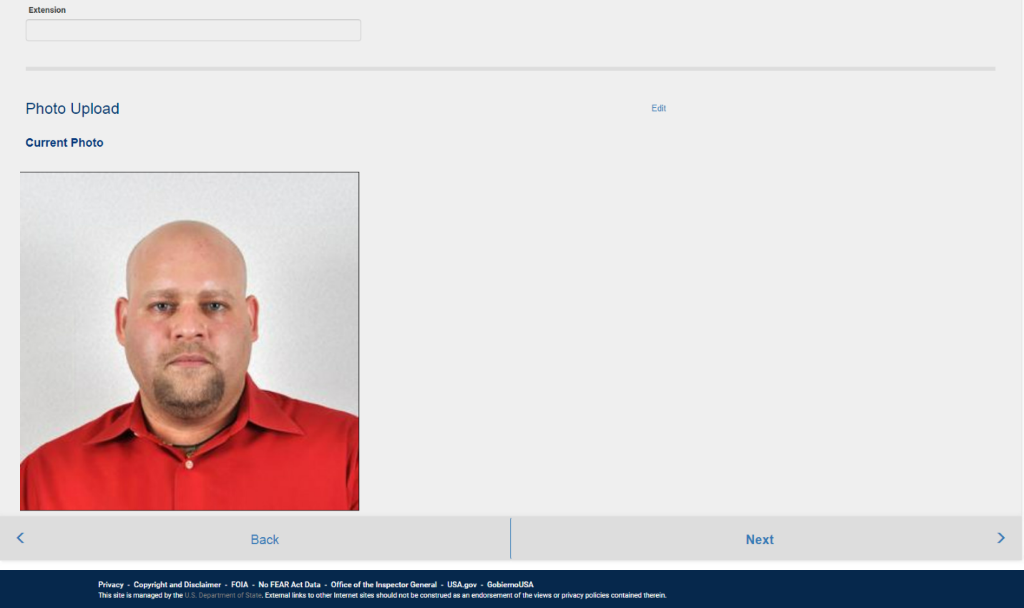 Extension
Photo Upload Edit
Current Photo
Back Next
Privacy - Copyright and Disclaimer - FOIA - No FEAR Act Data - Office of the Inspector General - USA.gov - GobiernoUSA
This site is managed by the U.S. Department of State. External links to other Internet sites should not be construed as an endorsement of the views or privacy policies contained therein.